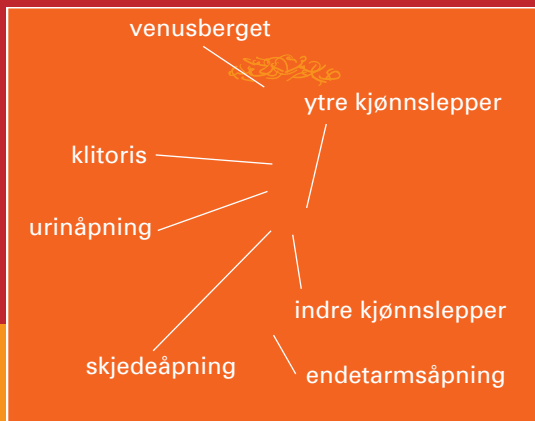 venusberget
ytre kjønnslepper
klitoris
urinåpning
indre kjønnslepper
skjedeåpning
endetarmsåpning